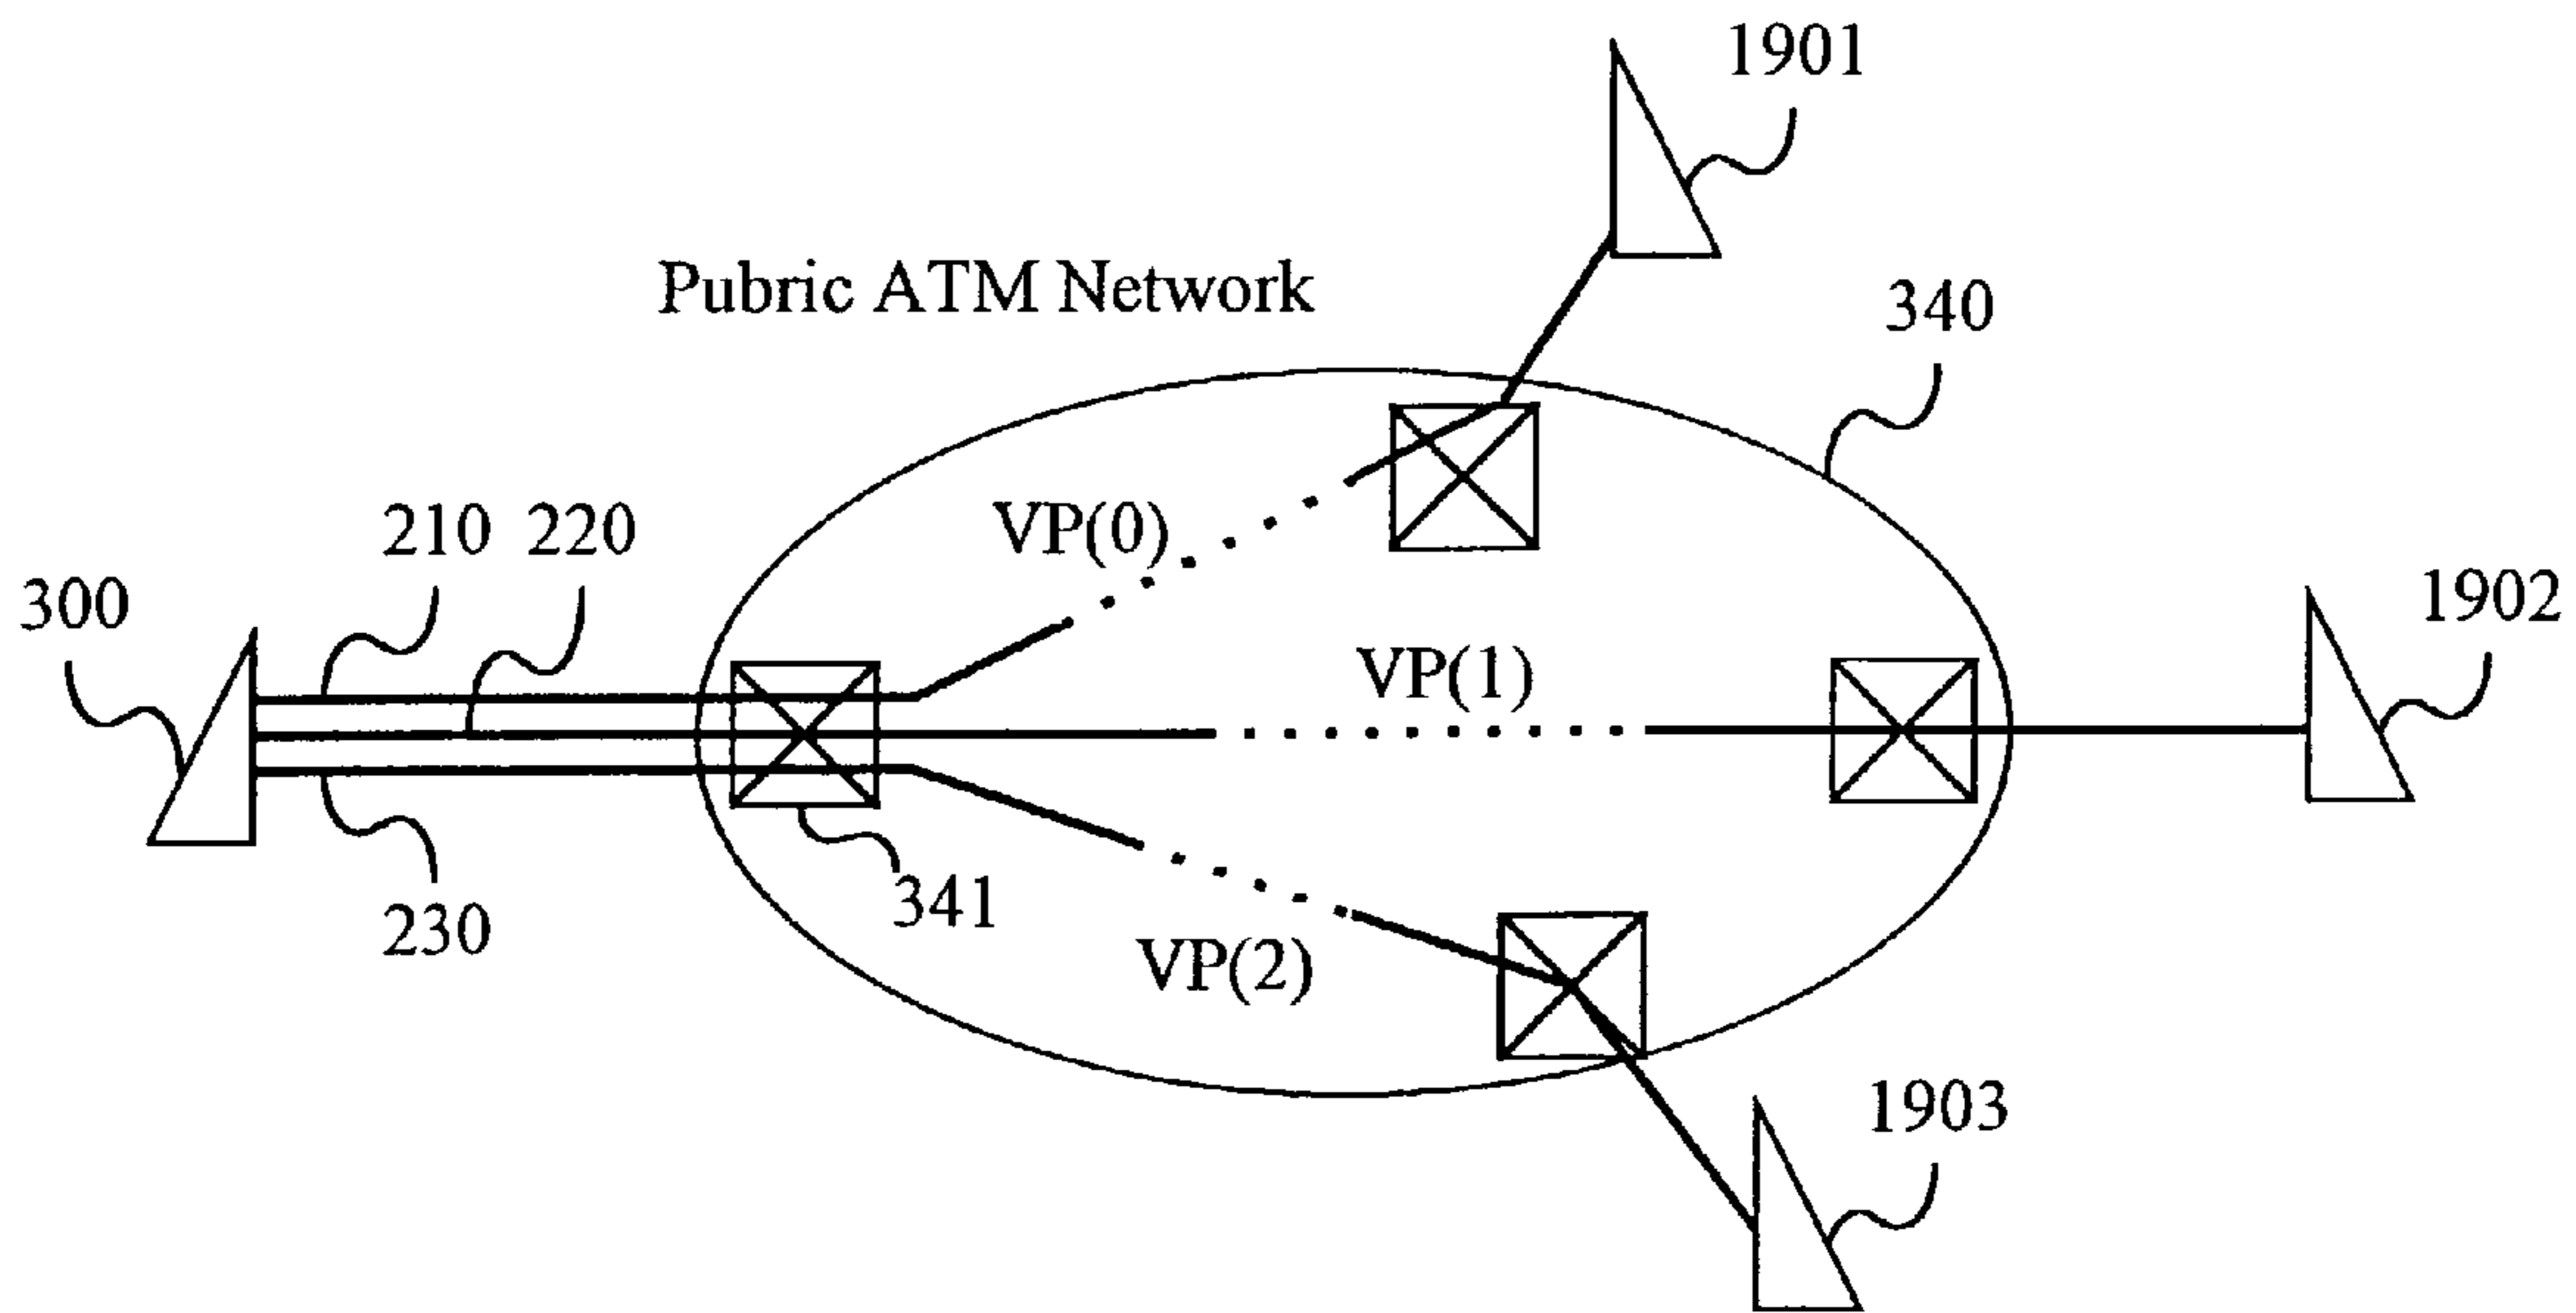 1901
Pubric ATM Network
340
210 220
VP(0)
300
1902
VP(1)
341
230
VP(2)
1903